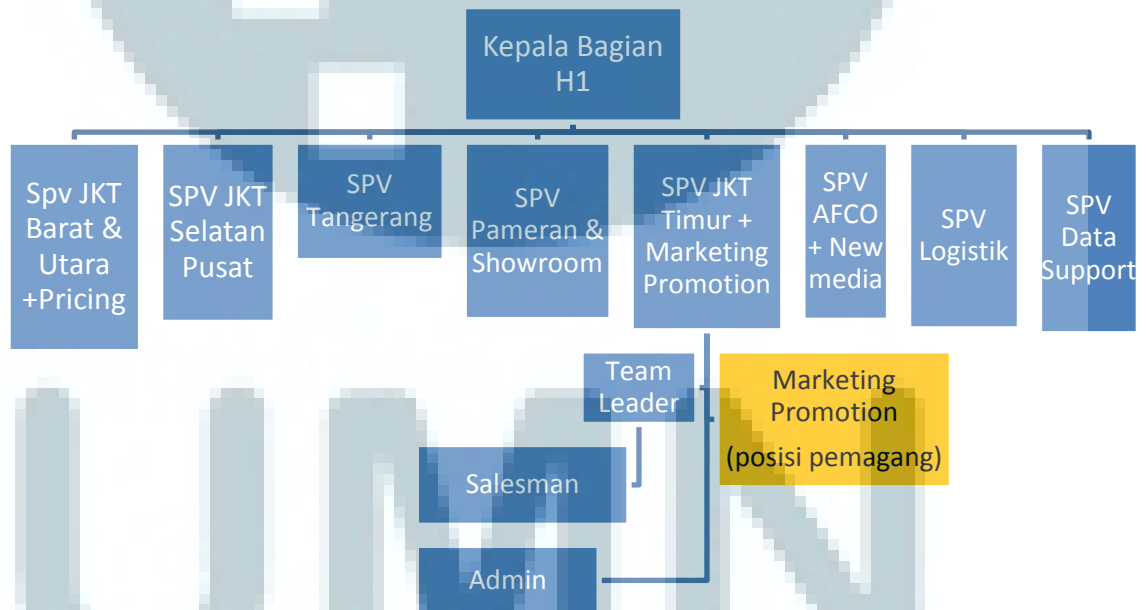 Kepala Bagian
H1
Spv JKT
Barat &
Utara
+Pricing
SPV JKT
Selatan
Pusat
SPV
Tangerang
SPV
Pameran &
Showroom
SPV JKT
Timur +
Marketing
Promotion
SPV
AFCO
+ New
media
SPV
Logistik
SPV
Data
Support
Team
Leader
Marketing
Promotion
(posisi pemagang)
Salesman
Admin
UMN